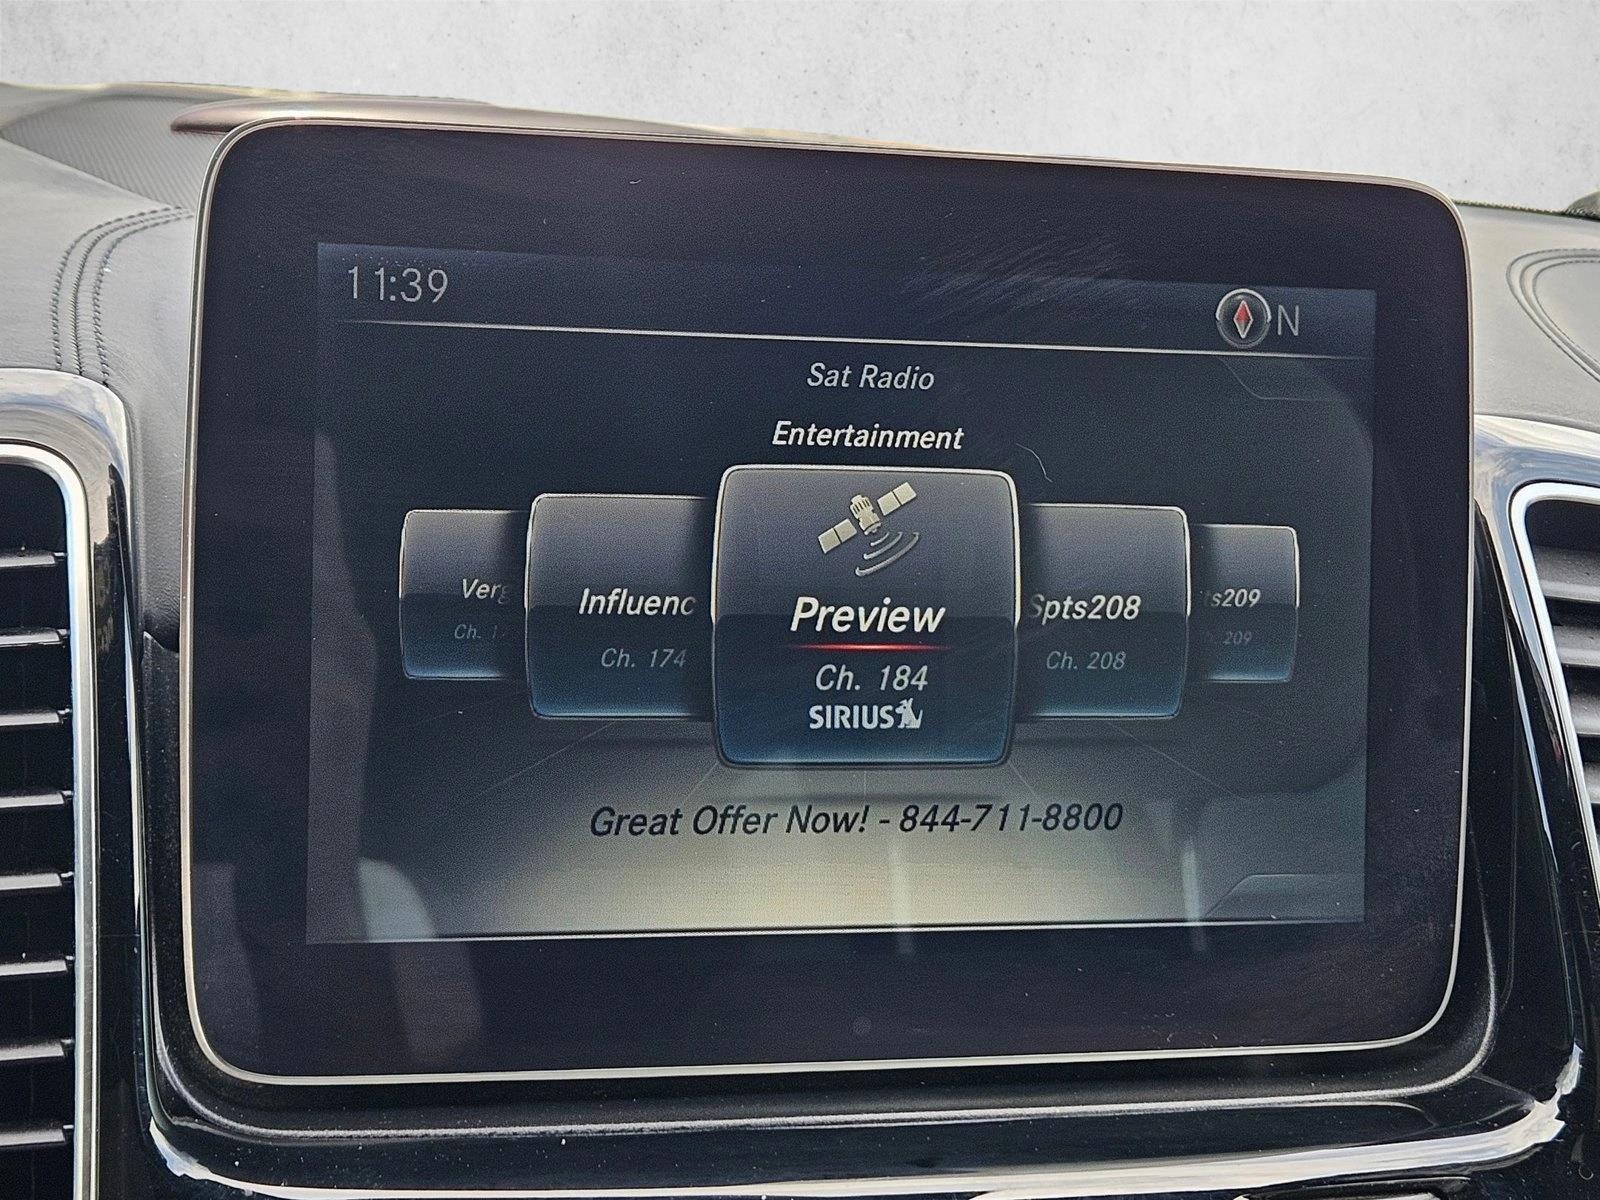 11:39
N
Sat Radio
Entertainment
Influenc
Ch. 174
Preview
Ch. 184
SIRIUS
Spts208
Ch. 208
209
Great Offer Now! - 844-711-8800